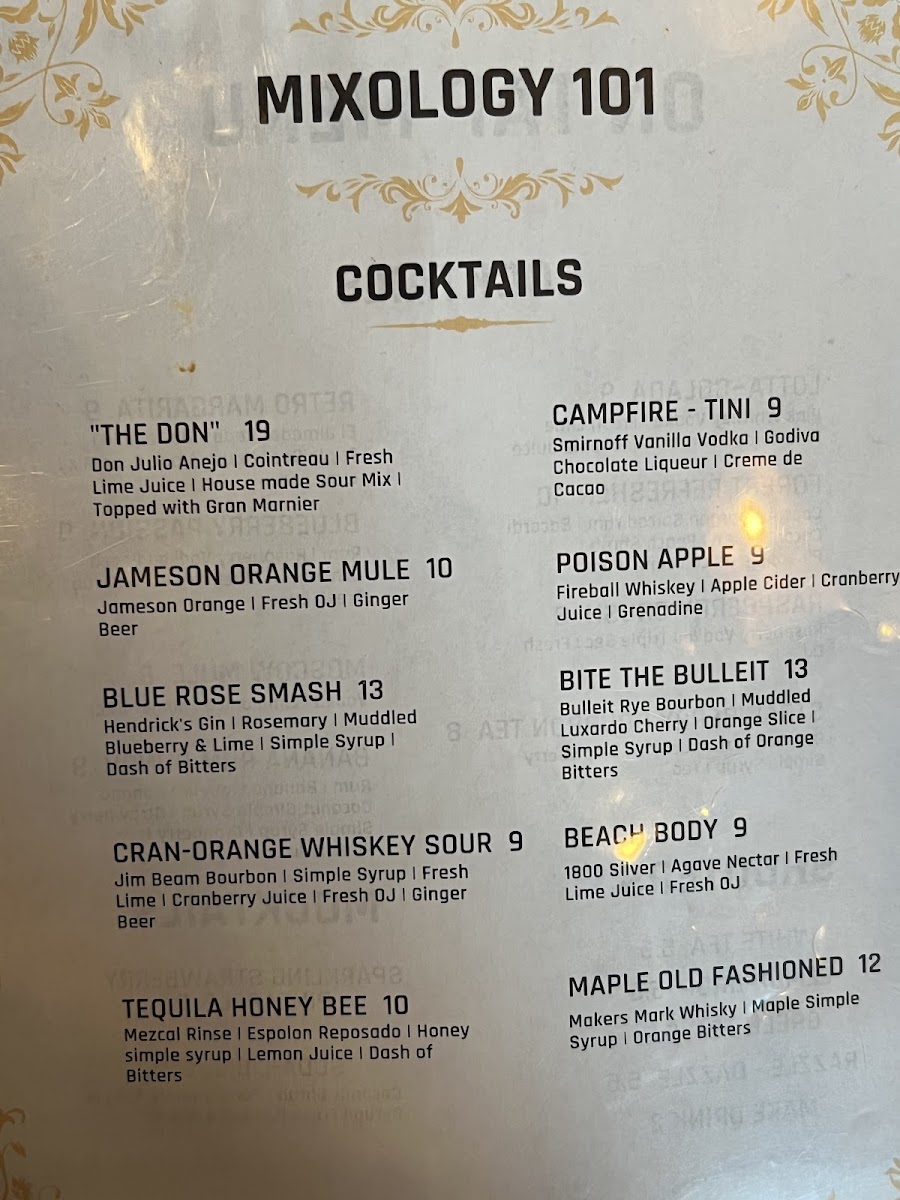 MIXOLOGY 101
COCKTAILS
"THE DON" 19
Don Julio Anejo | Cointreau | Fresh
Lime Juice | House made Sour Mix |
Topped with Gran Marnier
JAMESON ORANGE MULE 10
Jameson Orange | Fresh OJ | Ginger
Beer
BLUE ROSE SMASH 13
Hendrick's Gin | Rosemary | Muddled
Blueberry & Lime | Simple Syrup |
Dash of Bitters
CRAN-ORANGE WHISKEY SOUR 9
Jim Beam Bourbon | Simple Syrup | Fresh
Lime | Cranberry Juice | Fresh OJ | Ginger
Beer
TEQUILA HONEY BEE 10
Mezcal Rinse | Espolon Reposado | Honey
simple syrup | Lemon Juice | Dash of
Bitters
CAMPFIRE - TINI 9
Smirnoff Vanilla Vodka | Godiva
Chocolate Liqueur | Creme de
Cacao
POISON APPLE 9
Fireball Whiskey | Apple Cider | Cranberry
Juice | Grenadine
BITE THE BULLEIT 13
Bulleit Rye Bourbon | Muddled
Luxardo Cherry | Orange Slice |
Simple Syrup | Dash of Orange
Bitters
BEACH BODY 9
1800 Silver | Agave Nectar | Fresh
Lime Juice | Fresh OJ
MAPLE OLD FASHIONED 12
Makers Mark Whisky | Maple Simple
Syrup | Orange Bitters